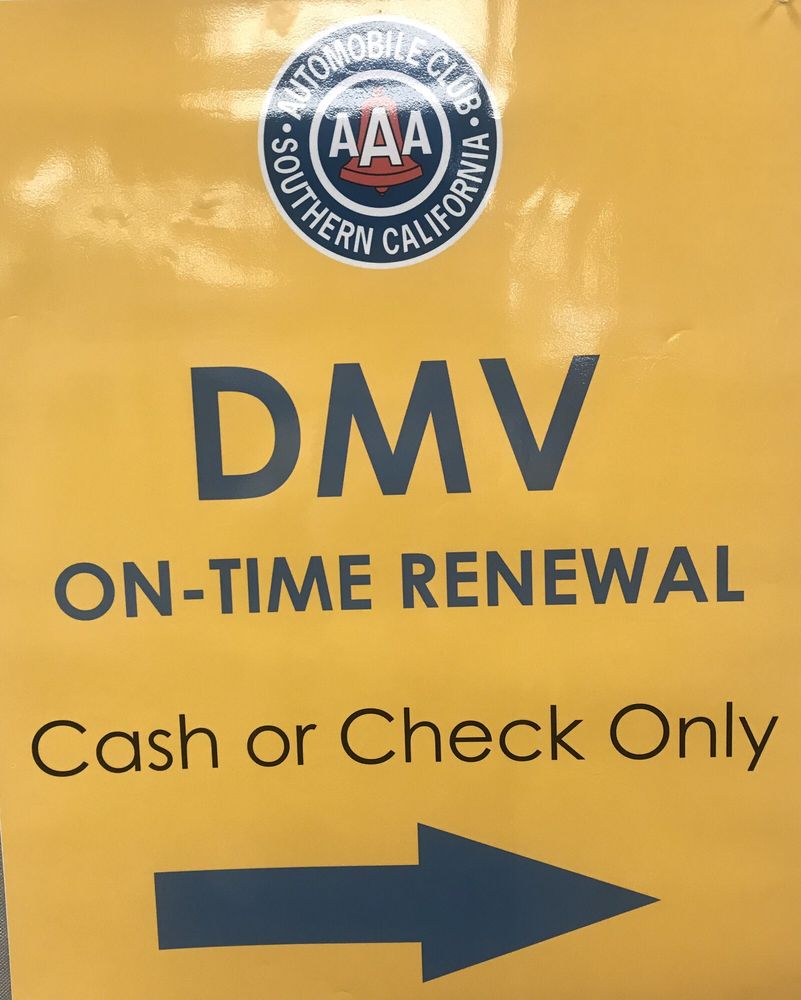 AUTOMOBILE CLUB
AAA
• SOUTHERN CALIFORNIA •
DMV
ON-TIME RENEWAL
Cash or Check Only